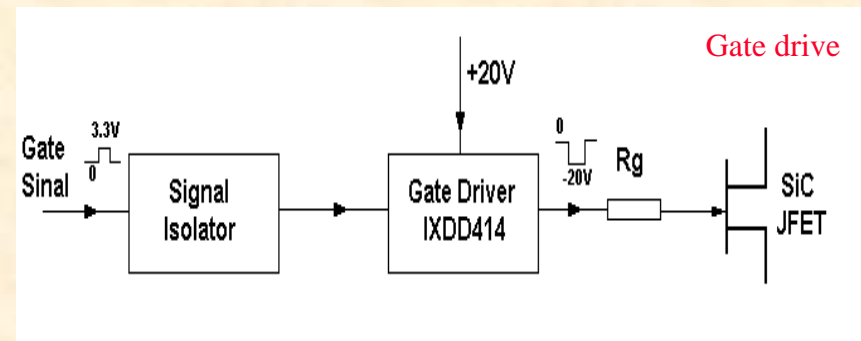 Gate drive
+20V
3.3V
0
Gate
Sinal
Signal
Isolator
Gate Driver
IXDD414
0
-20V
Rg
SiC
JFET